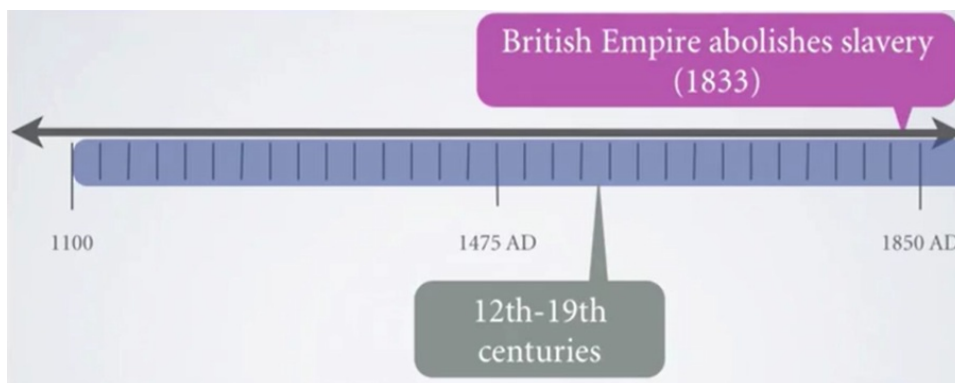 British Empire abolishes slavery
(1833)
1100
1475 AD
1850 AD
12th-19th
centuries